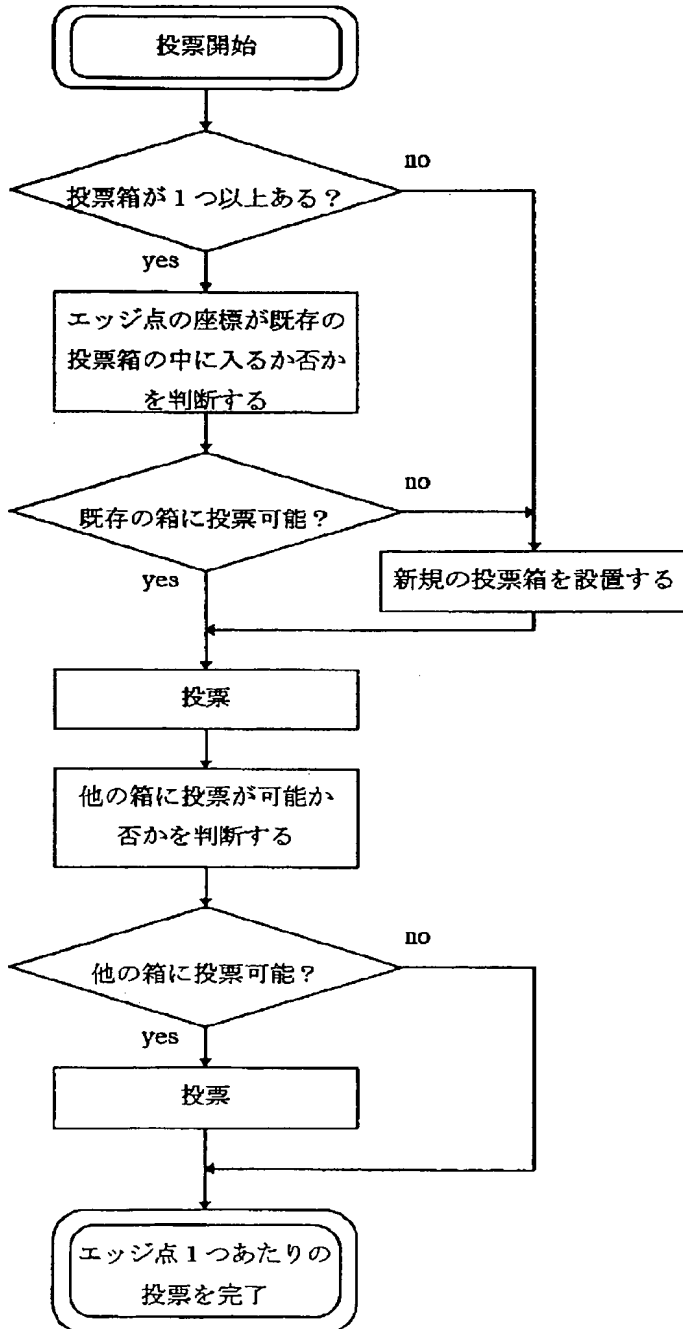 投票開始
投票箱が1つ以上ある？
no
yes
エッジ点の座標が既存の
投票箱の中に入るか否か
を判断する
既存の箱に投票可能？
no
yes
新規の投票箱を設置する
投票
他の箱に投票が可能か
否かを判断する
他の箱に投票可能？
no
yes
投票
エッジ点1つあたりの
投票を完了